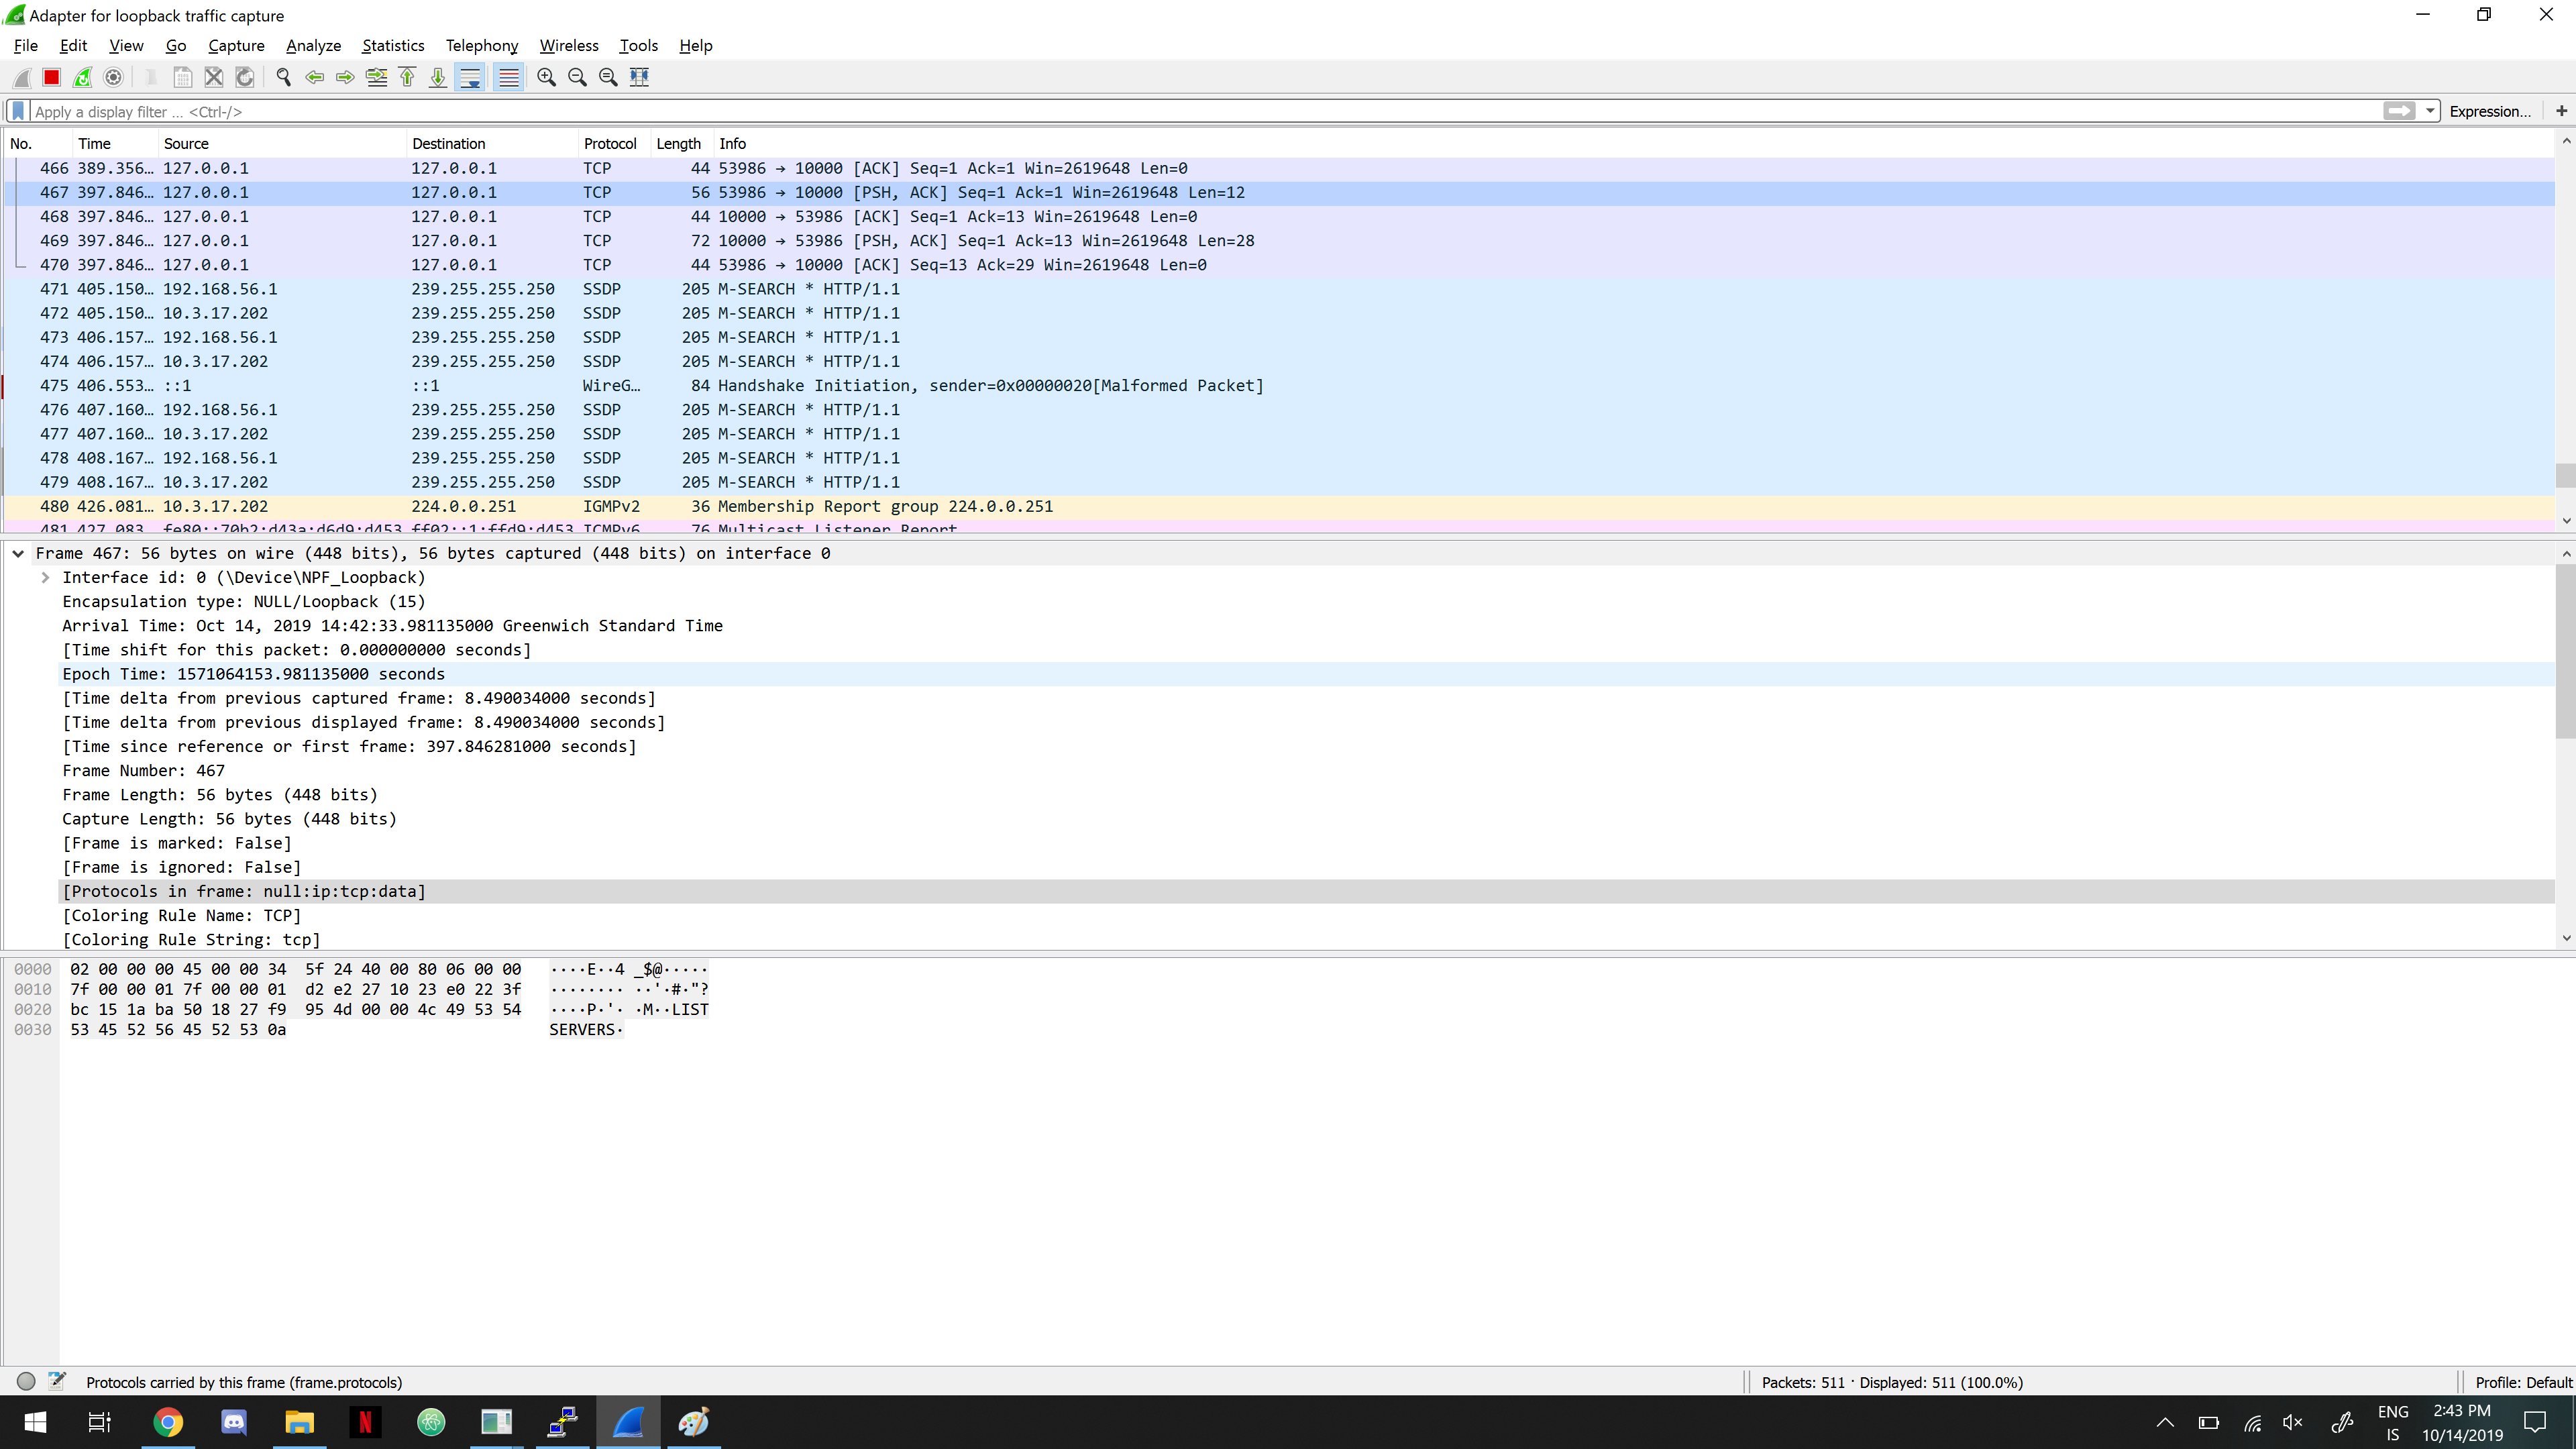 Adapter for loopback traffic capture
File Edit View Go Capture Analyze Statistics Telephony Wireless Tools Help
Apply a display filter ... <Ctrl-/> Expression... +
No. Time Source Destination Protocol Length Info
466 389.356… 127.0.0.1 127.0.0.1 TCP 44 53986 → 10000 [ACK] Seq=1 Ack=1 Win=2619648 Len=0
467 397.846… 127.0.0.1 127.0.0.1 TCP 56 53986 → 10000 [PSH, ACK] Seq=1 Ack=1 Win=2619648 Len=12
468 397.846… 127.0.0.1 127.0.0.1 TCP 44 10000 → 53986 [ACK] Seq=1 Ack=13 Win=2619648 Len=0
469 397.846… 127.0.0.1 127.0.0.1 TCP 72 10000 → 53986 [PSH, ACK] Seq=1 Ack=13 Win=2619648 Len=28
470 397.846… 127.0.0.1 127.0.0.1 TCP 44 53986 → 10000 [ACK] Seq=13 Ack=29 Win=2619648 Len=0
471 405.150… 192.168.56.1 239.255.255.250 SSDP 205 M-SEARCH * HTTP/1.1
472 405.150… 10.3.17.202 239.255.255.250 SSDP 205 M-SEARCH * HTTP/1.1
473 406.157… 192.168.56.1 239.255.255.250 SSDP 205 M-SEARCH * HTTP/1.1
474 406.157… 10.3.17.202 239.255.255.250 SSDP 205 M-SEARCH * HTTP/1.1
475 406.553… ::1 ::1 WireG… 84 Handshake Initiation, sender=0x00000020[Malformed Packet]
476 407.160… 192.168.56.1 239.255.255.250 SSDP 205 M-SEARCH * HTTP/1.1
477 407.160… 10.3.17.202 239.255.255.250 SSDP 205 M-SEARCH * HTTP/1.1
478 408.167… 192.168.56.1 239.255.255.250 SSDP 205 M-SEARCH * HTTP/1.1
479 408.167… 10.3.17.202 239.255.255.250 SSDP 205 M-SEARCH * HTTP/1.1
480 426.081… 10.3.17.202 224.0.0.251 IGMPv2 36 Membership Report group 224.0.0.251
481 427.083… fe80::70b2:d43a:d6d9:d453 ff02::1:ffd9:d453 ICMPv6 76 Multicast Listener Report
Frame 467: 56 bytes on wire (448 bits), 56 bytes captured (448 bits) on interface 0
Interface id: 0 (\Device\NPF_Loopback)
Encapsulation type: NULL/Loopback (15)
Arrival Time: Oct 14, 2019 14:42:33.981135000 Greenwich Standard Time
[Time shift for this packet: 0.000000000 seconds]
Epoch Time: 1571064153.981135000 seconds
[Time delta from previous captured frame: 8.490034000 seconds]
[Time delta from previous displayed frame: 8.490034000 seconds]
[Time since reference or first frame: 397.846281000 seconds]
Frame Number: 467
Frame Length: 56 bytes (448 bits)
Capture Length: 56 bytes (448 bits)
[Frame is marked: False]
[Frame is ignored: False]
[Protocols in frame: null:ip:tcp:data]
[Coloring Rule Name: TCP]
[Coloring Rule String: tcp]
0000 02 00 00 00 45 00 00 34 5f 24 40 00 80 06 00 00 ····E··4 _$@·····
0010 7f 00 00 01 7f 00 00 01 d2 e2 27 10 23 e0 22 3f ········ ··'·#·"?
0020 bc 15 1a ba 50 18 27 f9 95 4d 00 00 4c 49 53 54 ····P·'· ·M··LIST
0030 53 45 52 56 45 52 53 0a SERVERS·
Protocols carried by this frame (frame.protocols) Packets: 511 · Displayed: 511 (100.0%) Profile: Default
ENG 2:43 PM
IS 10/14/2019